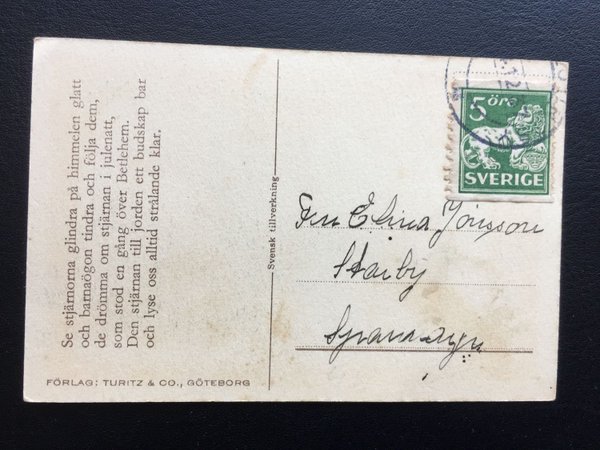 Se stjärnorna glindra på himmelen glatt
och barnaögon tindra och följa dem,
de drömma om stjärnan i julenatt,
som stod en gång över Betlehem.
Den stjärnan till jorden ett budskap bar
och lyse oss alltid strålande klar.
FÖRLAG: TURITZ & CO., GÖTEBORG
Svensk tillverkning
5 öre
SVERIGE
Fru Elina Jönsson